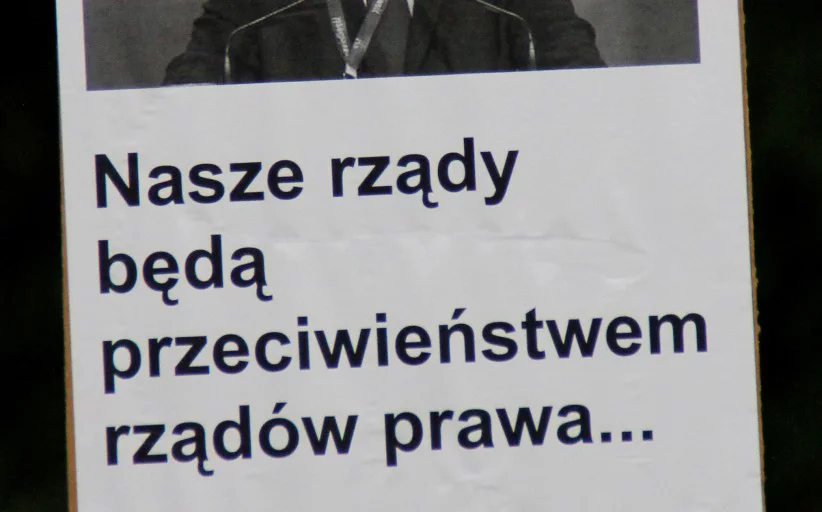 Nasze rządy
będą
przeciwieństwem
rządów prawa...